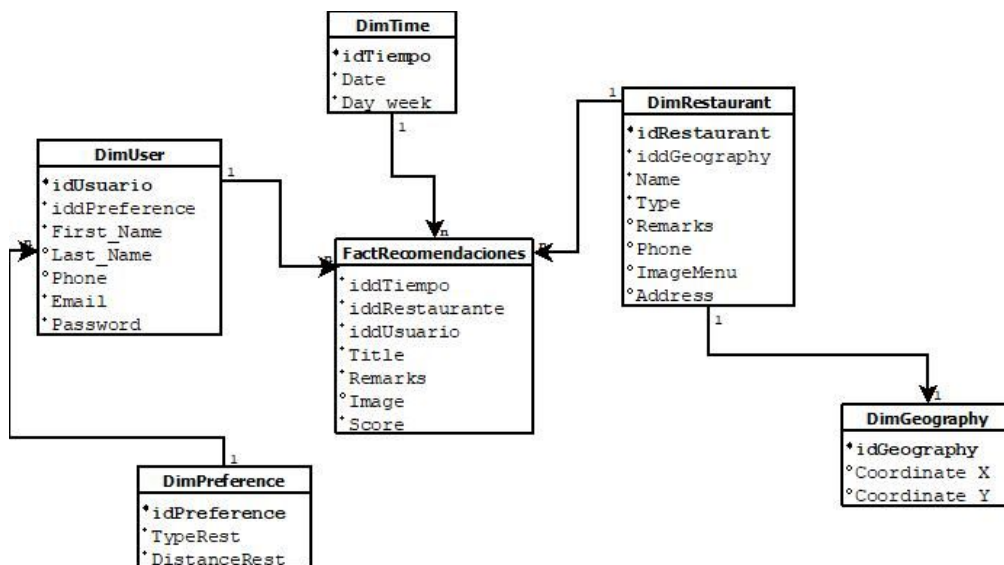 DimTime
idTiempo
Date
Day week
1
n
DimRestaurant
idRestaurant
iddGeography
Name
Type
Remarks
Phone
ImageMenu
Address
1
n
1
1
DimUser
idUsuario
iddPreference
First_Name
Last_Name
Phone
Email
Password
1
n
n
FactRecomendaciones
iddTiempo
iddRestaurante
iddUsuario
Title
Remarks
Image
Score
DimGeography
idGeography
Coordinate X
Coordinate Y
1
DimPreference
idPreference
TypeRest
DistanceRest